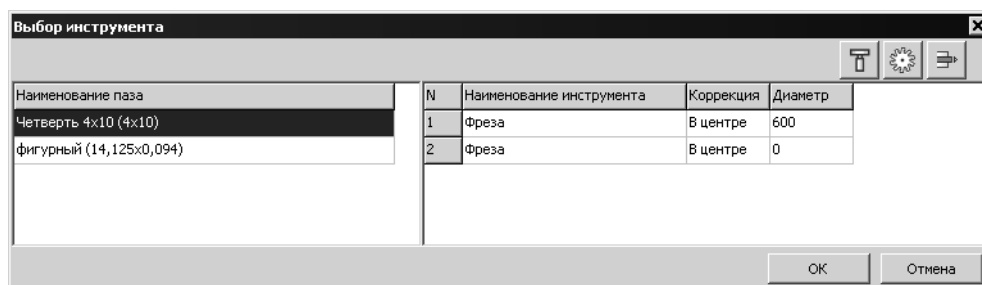 Выбор инструмента
Наименование паза
Четверть 4x10 (4x10)
фигурный (14,125x0,094)
N Наименование инструмента Коррекция Диаметр
1 Фреза В центре 600
2 Фреза В центре 0
OK Отмена